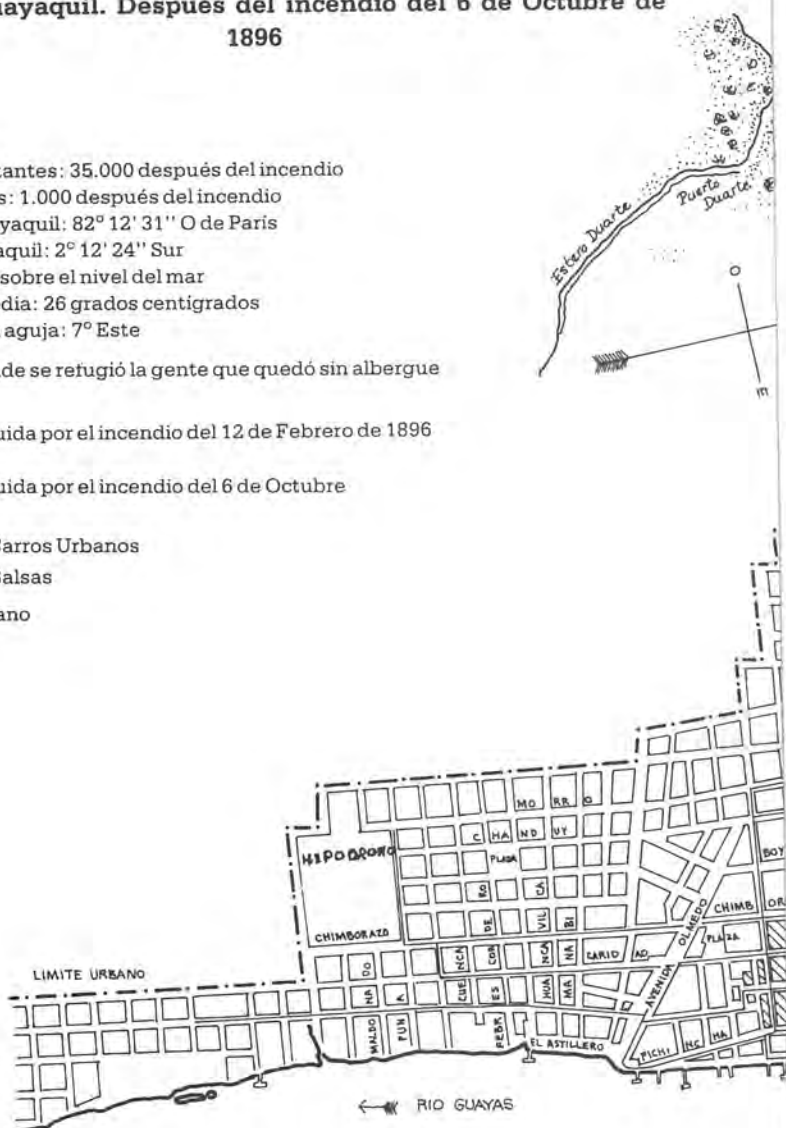 ayaquil. Después del incendio del 6 de Octubre de
1896
tantes: 35.000 después del incendio
s: 1.000 después del incendio
yaquil: 82° 12' 31'' O de París
aquil: 2° 12' 24'' Sur
sobre el nivel del mar
edia: 26 grados centígrados
aguja: 7° Este
de se refugió la gente que quedó sin albergue
uida por el incendio del 12 de Febrero de 1896
uida por el incendio del 6 de Octubre
Carros Urbanos
Balsas
ano
Estero Duarte
Puerto Duarte
O
E
MO RR O
C HA ND UY
HIPODROMO
PLAZA
BOY
RO CA
CHIMBORAZO
DE VIL BI
OLMEDO
CHIMB OR
LIMITE URBANO
DO
NCA COR NCA NA CARID AD
PLAZA
NA A CUE ES HUA MA
AVENIDA
MALDO PUN FEBR EL ASTILLERO
PICHI NC HA
RIO GUAYAS